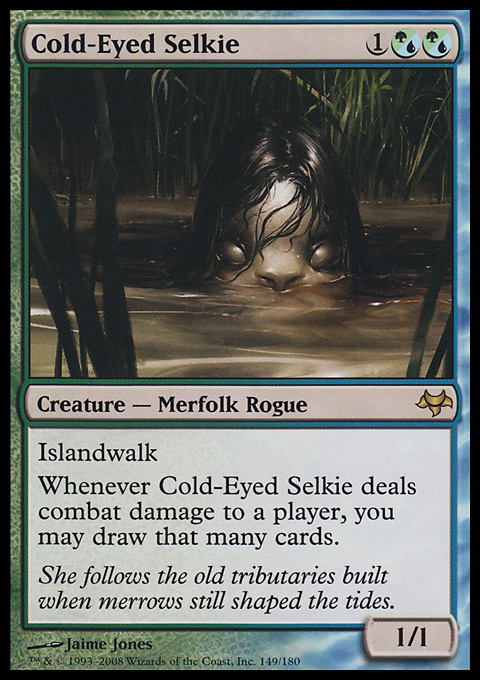 Cold-Eyed Selkie 1
Creature — Merfolk Rogue
Islandwalk
Whenever Cold-Eyed Selkie deals
combat damage to a player, you
may draw that many cards.
She follows the old tributaries built
when merrows still shaped the tides.
1/1
Jaime Jones
™ & © 1993–2008 Wizards of the Coast, Inc. 149/180